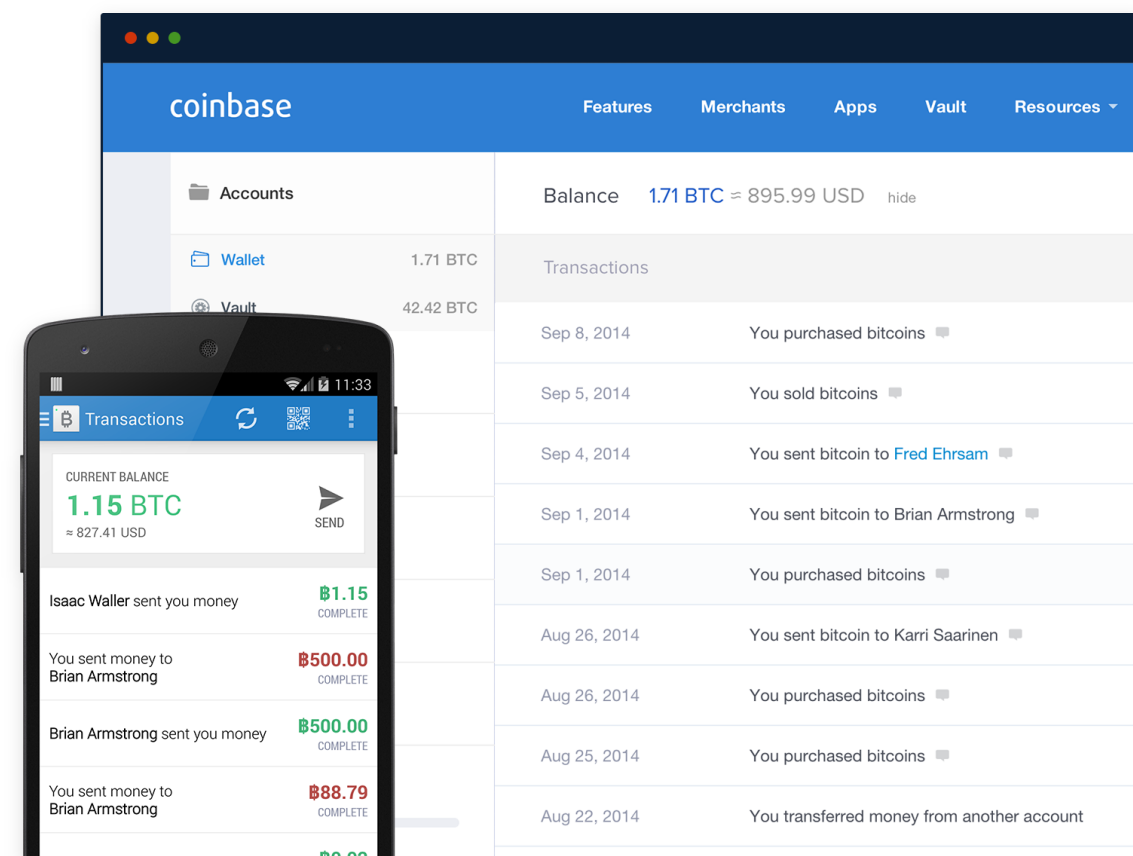 coinbase
Features Merchants Apps Vault Resources
Accounts
Wallet 1.71 BTC
Vault 42.42 BTC
Balance 1.71 BTC ≈ 895.99 USD hide
Transactions
Sep 8, 2014 You purchased bitcoins
Sep 5, 2014 You sold bitcoins
Sep 4, 2014 You sent bitcoin to Fred Ehrsam
Sep 1, 2014 You sent bitcoin to Brian Armstrong
Sep 1, 2014 You purchased bitcoins
Aug 26, 2014 You sent bitcoin to Karri Saarinen
Aug 26, 2014 You purchased bitcoins
Aug 25, 2014 You purchased bitcoins
Aug 22, 2014 You transferred money from another account
11:33
Transactions
CURRENT BALANCE
1.15 BTC
≈ 827.41 USD
SEND
Isaac Waller sent you money ฿1.15
COMPLETE
You sent money to
Brian Armstrong ฿500.00
COMPLETE
Brian Armstrong sent you money ฿500.00
COMPLETE
You sent money to
Brian Armstrong ฿88.79
COMPLETE